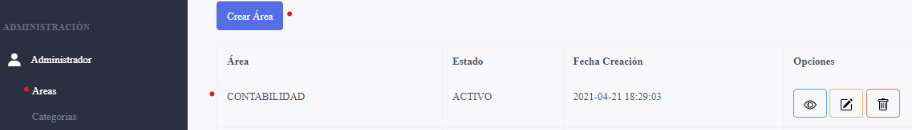 ADMINISTRACIÓN
Administrador
Areas
Categorias
Crear Área
Área Estado Fecha Creación Opciones
CONTABILIDAD ACTIVO 2021-04-21 18:29:03